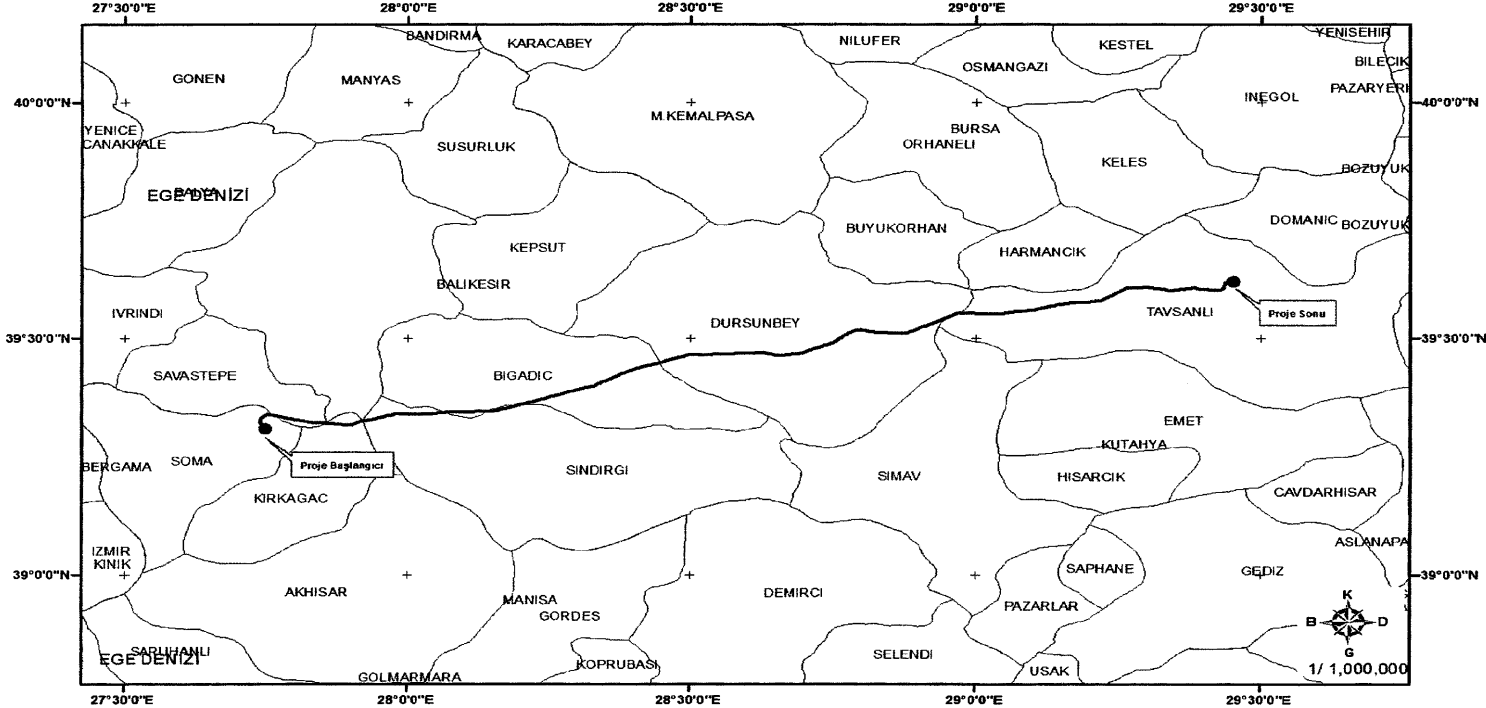 27°30'0"E 28°0'0"E 28°30'0"E 29°0'0"E 29°30'0"E
BANDIRMA KARACABEY NILUFER KESTEL YENISEHIR
GONEN MANYAS OSMANGAZI BILECIK
40°0'0"N INEGOL PAZARYERI 40°0'0"N
M.KEMALPASA
YENICE BURSA
CANAKKALE SUSURLUK ORHANELI
KELES BOZUYUK
EGE DENİZİ BALYA
BUYUKORHAN DOMANIC BOZUYUK
KEPSUT HARMANCIK
BALIKESIR
IVRINDI DURSUNBEY TAVSANLI Proje Sonu
39°30'0"N 39°30'0"N
SAVASTEPE BIGADIC
EMET
KUTAHYA
BERGAMA SOMA Proje Başlangıcı SINDIRGI SIMAV HISARCIK
KIRKAGAC CAVDARHISAR
IZMIR ASLANAPA
KINIK SAPHANE GEDIZ
39°0'0"N 39°0'0"N
AKHISAR MANISA DEMIRCI
GORDES PAZARLAR K
B D
SARUHANLI SELENDI G
EGE DENİZİ KOPRUBASI USAK 1/ 1,000,000
GOLMARMARA
27°30'0"E 28°0'0"E 28°30'0"E 29°0'0"E 29°30'0"E